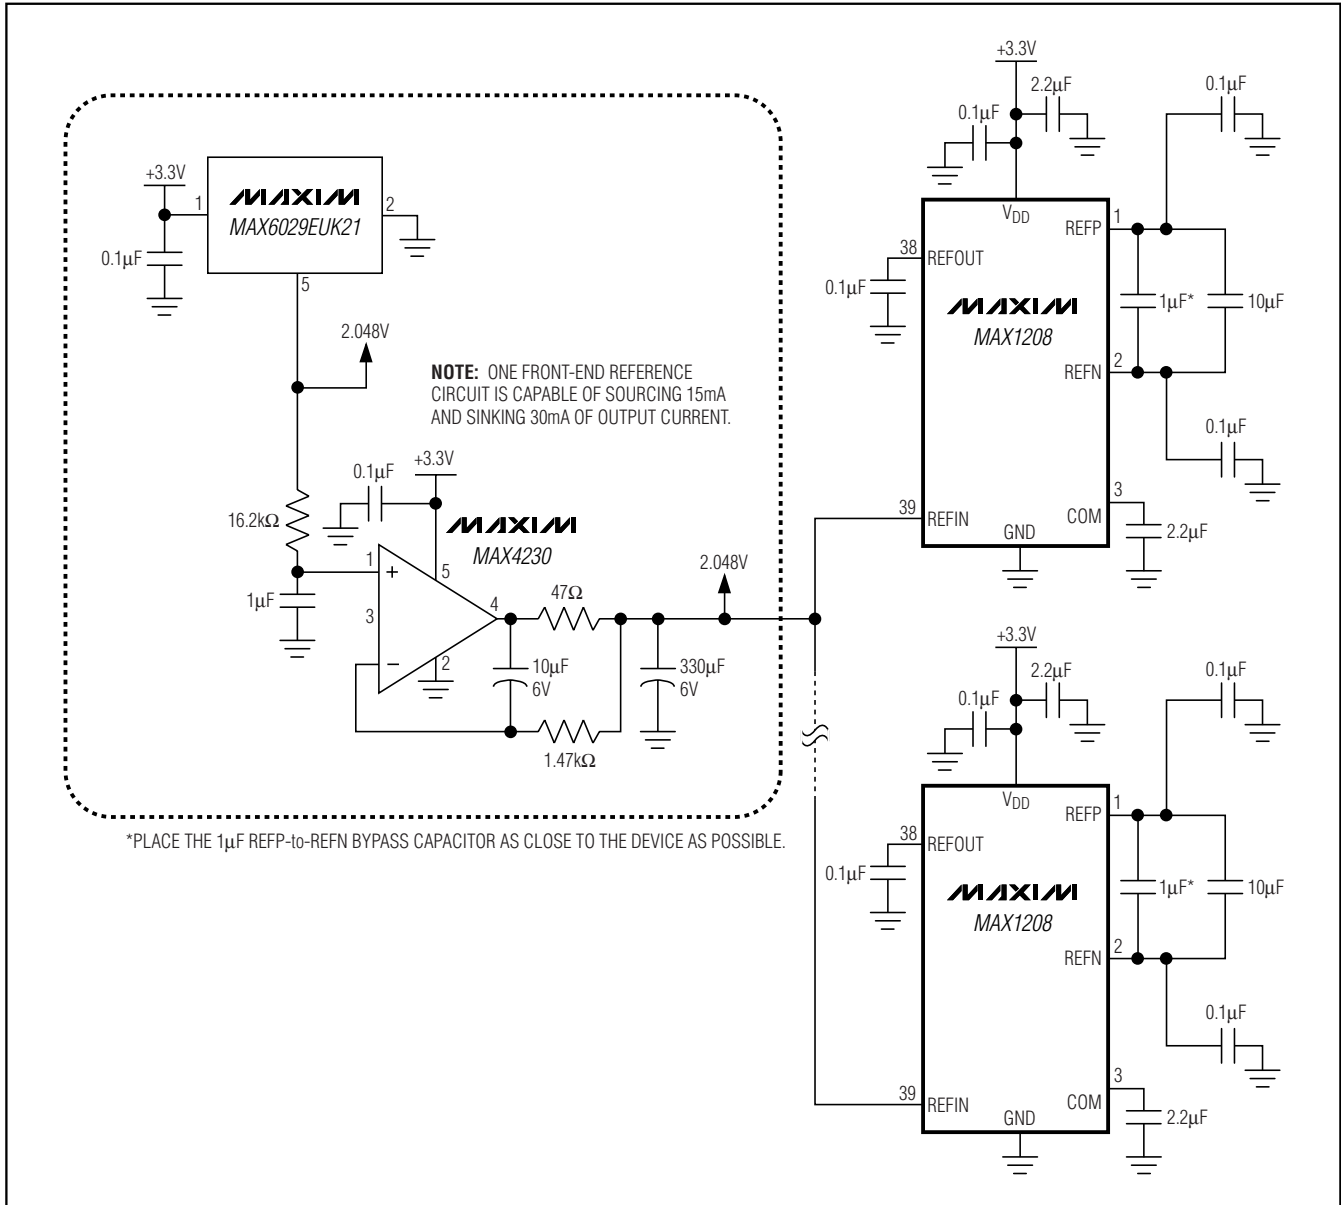 +3.3V
1
MAXIM
MAX6029EUK21
2
0.1µF
5
2.048V
NOTE: ONE FRONT-END REFERENCE
CIRCUIT IS CAPABLE OF SOURCING 15mA
AND SINKING 30mA OF OUTPUT CURRENT.
16.2kΩ
1µF
0.1µF
+3.3V
MAXIM
MAX4230
1
+
5
3
4
−
2
47Ω
10µF
6V
1.47kΩ
330µF
6V
2.048V
*PLACE THE 1µF REFP-to-REFN BYPASS CAPACITOR AS CLOSE TO THE DEVICE AS POSSIBLE.
+3.3V
2.2µF
0.1µF
0.1µF
VDD
REFP
1
38
REFOUT
0.1µF
MAXIM
MAX1208
1µF*
10µF
REFN
2
0.1µF
39
REFIN
3
COM
GND
2.2µF
+3.3V
2.2µF
0.1µF
0.1µF
VDD
REFP
1
38
REFOUT
0.1µF
MAXIM
MAX1208
1µF*
10µF
REFN
2
0.1µF
39
REFIN
3
COM
GND
2.2µF